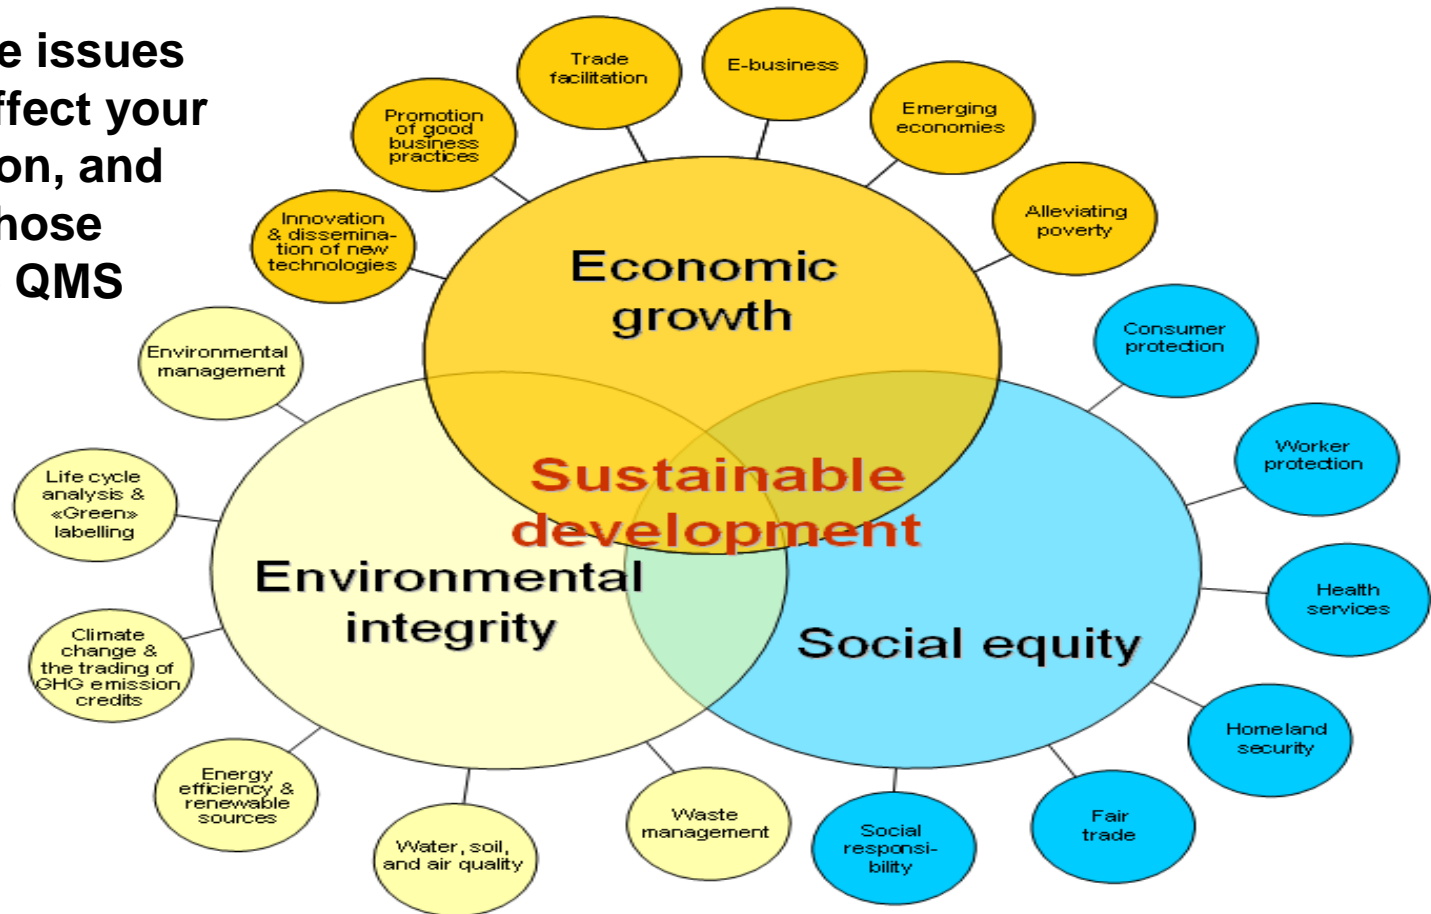 e issues
ffect your
on, and
hose
QMS
Trade
facilitation
E-business
Promotion
of good
business
practices
Emerging
economies
Innovation
& dissemina-
tion of new
technologies
Alleviating
poverty
Economic
growth
Environmental
management
Consumer
protection
Life cycle
analysis &
«Green»
labelling
Worker
protection
Sustainable
development
Environmental
integrity
Social equity
Health
services
Climate
change &
the trading of
GHG emission
credits
Homeland
security
Energy
efficiency &
renewable
sources
Water, soil,
and air quality
Waste
management
Social
responsi-
bility
Fair
trade